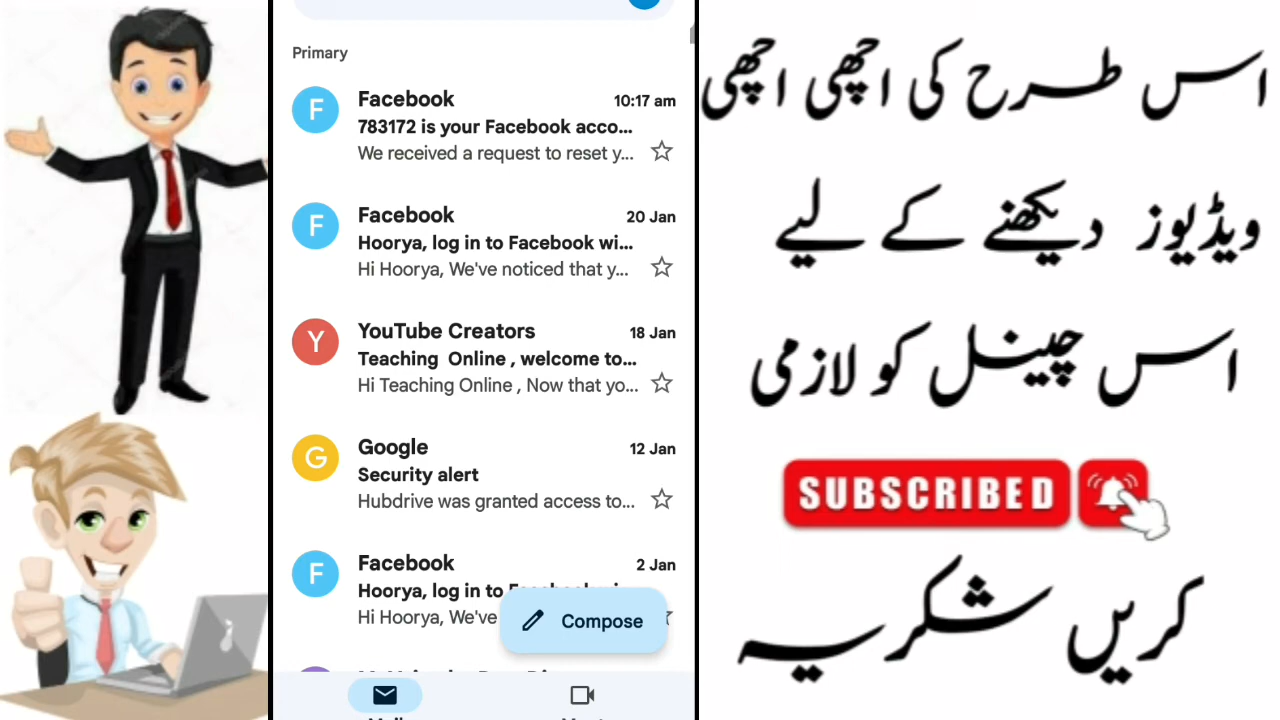 Primary
F
Facebook
10:17 am
783172 is your Facebook acco...
We received a request to reset y...
F
Facebook
20 Jan
Hoorya, log in to Facebook wi...
Hi Hoorya, We've noticed that y...
Y
YouTube Creators
18 Jan
Teaching Online , welcome to...
Hi Teaching Online , Now that yo...
G
Google
12 Jan
Security alert
Hubdrive was granted access to...
F
Facebook
2 Jan
Hoorya, log in to
Hi Hoorya, We've
Compose
اس طرح کی اچھی اچھی
ویڈیوز دیکھنے کے لیے
اس چینل کو لازمی
SUBSCRIBED
کریں شکریہ